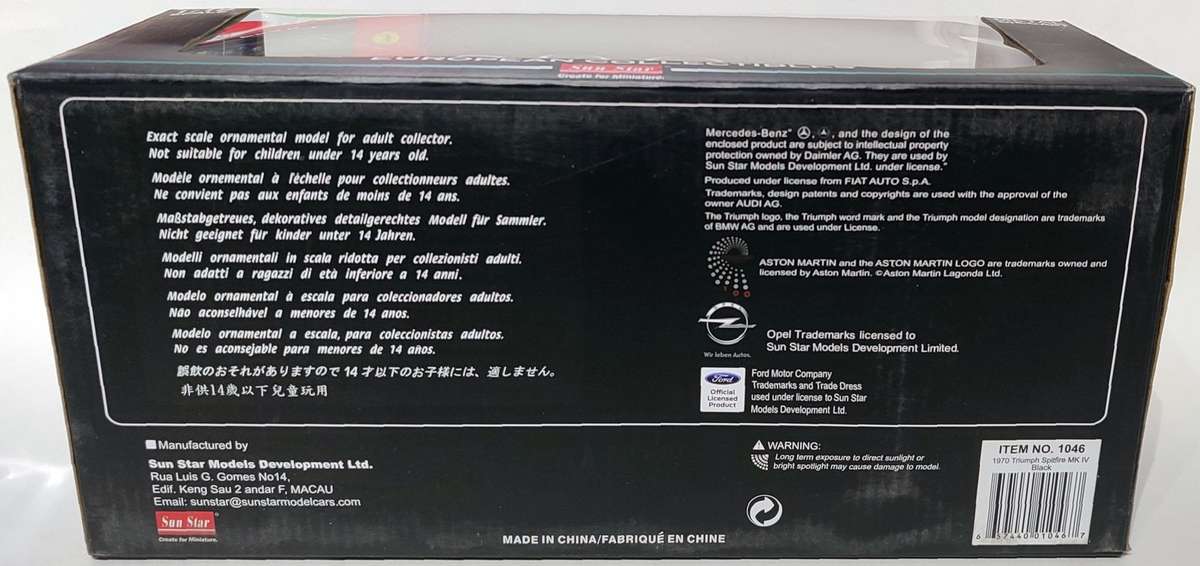 EUROPEAN COLLECTIBLES
Sun Star
Create for Miniature.
Exact scale ornamental model for adult collector.
Not suitable for children under 14 years old.
Modèle ornemental à l'échelle pour collectionneurs adultes.
Ne convient pas aux enfants de moins de 14 ans.
Maßstabgetreues, dekoratives detailgerechtes Modell für Sammler.
Nicht geeignet für kinder unter 14 Jahren.
Modelli ornamentali in scala ridotta per collezionisti adulti.
Non adatti a ragazzi di età inferiore a 14 anni.
Modelo ornamental à escala para coleccionadores adultos.
Não aconselhável a menores de 14 anos.
Modelo ornamental a escala, para coleccionistas adultos.
No es aconsejable para menores de 14 años.
誤飲のおそれがありますので 14 才以下のお子様には、適しません。
非供14歲以下兒童玩用
Mercedes-Benz" , , and the design of the
enclosed product are subject to intellectual property
protection owned by Daimler AG. They are used by
Sun Star Models Development Ltd. under license."
Produced under license from FIAT AUTO S.p.A.
Trademarks, design patents and copyrights are used with the approval of the
owner AUDI AG.
The Triumph logo, the Triumph word mark and the Triumph model designation are trademarks
of BMW AG and are used under License.
ASTON MARTIN and the ASTON MARTIN LOGO are trademarks owned and
licensed by Aston Martin. ©Aston Martin Lagonda Ltd.
Wir leben Autos.
Opel Trademarks licensed to
Sun Star Models Development Limited.
Ford
Official
Licensed
Product
Ford Motor Company
Trademarks and Trade Dress
used under license to Sun Star
Models Development Ltd.
Manufactured by
Sun Star Models Development Ltd.
Rua Luis G. Gomes No14,
Edif. Keng Sau 2 andar F, MACAU
Email: sunstar@sunstarmodelcars.com
Sun Star®
Create for Miniature.
MADE IN CHINA/FABRIQUÉ EN CHINE
WARNING:
Long term exposure to direct sunlight or
bright spotlight may cause damage to model.
ITEM NO. 1046
1970 Triumph Spitfire MK IV
Black
6 57440 01046 7